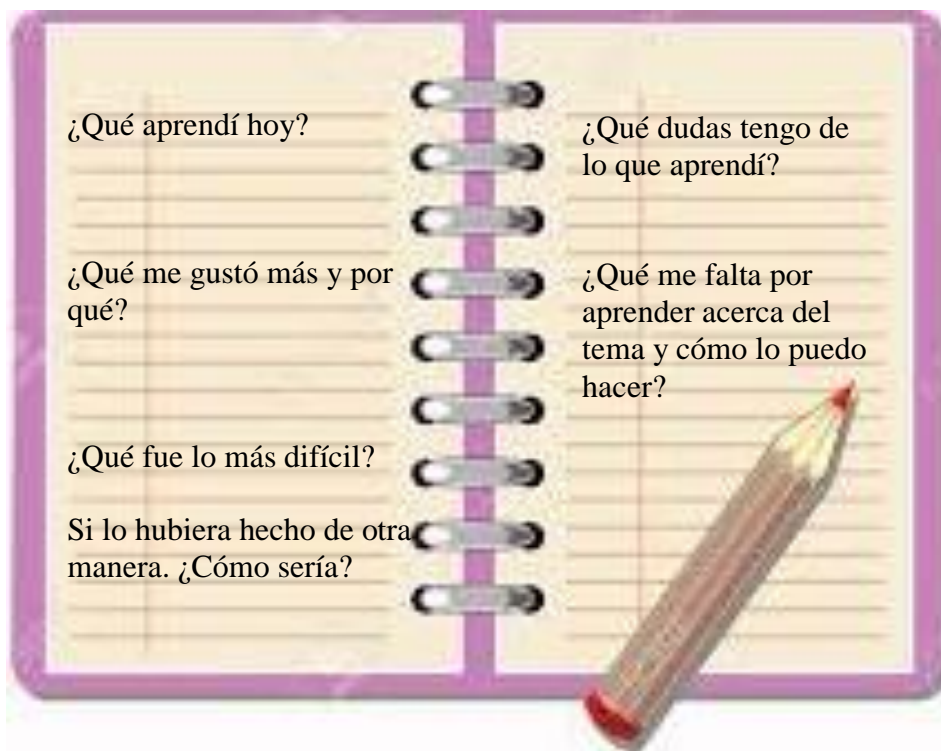 ¿Qué aprendí hoy?
¿Qué me gustó más y por
qué?
¿Qué fue lo más difícil?
Si lo hubiera hecho de otra
manera. ¿Cómo sería?
¿Qué dudas tengo de
lo que aprendí?
¿Qué me falta por
aprender acerca del
tema y cómo lo puedo
hacer?